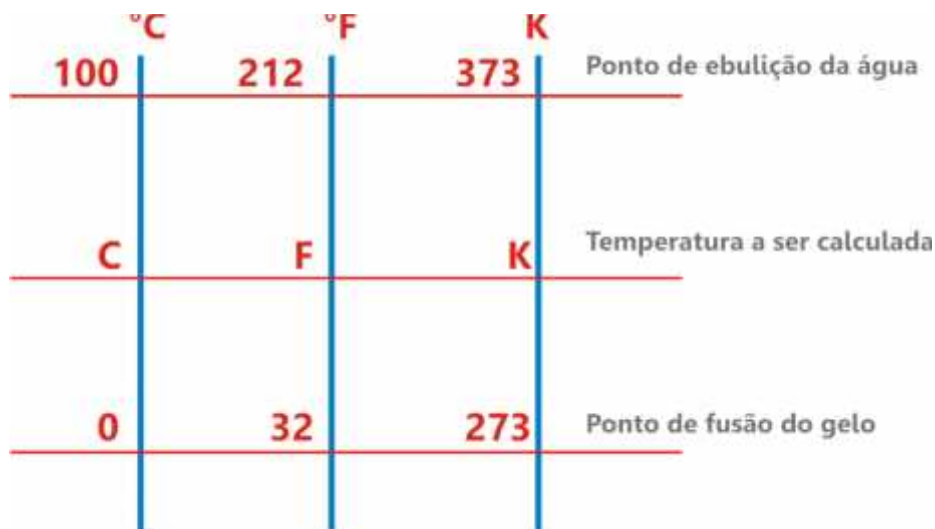 °C °F K
100 212 373 Ponto de ebulição da água
C F K Temperatura a ser calculada
0 32 273 Ponto de fusão do gelo